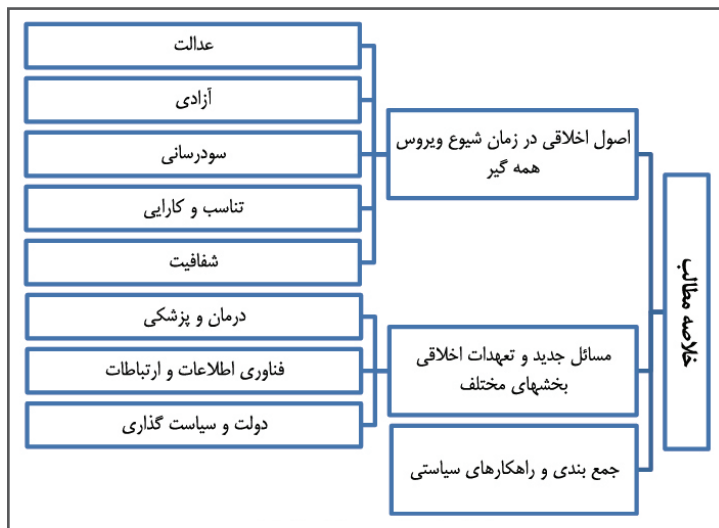 خلاصه مطالب
اصول اخلاقی در زمان شیوع ویروس
همه گیر
عدالت
آزادی
سودرسانی
تناسب و کارایی
شفافیت
مسائل جدید و تعهدات اخلاقی
بخشهای مختلف
درمان و پزشکی
فناوری اطلاعات و ارتباطات
دولت و سیاست گذاری
جمع بندی و راهکارهای سیاستی